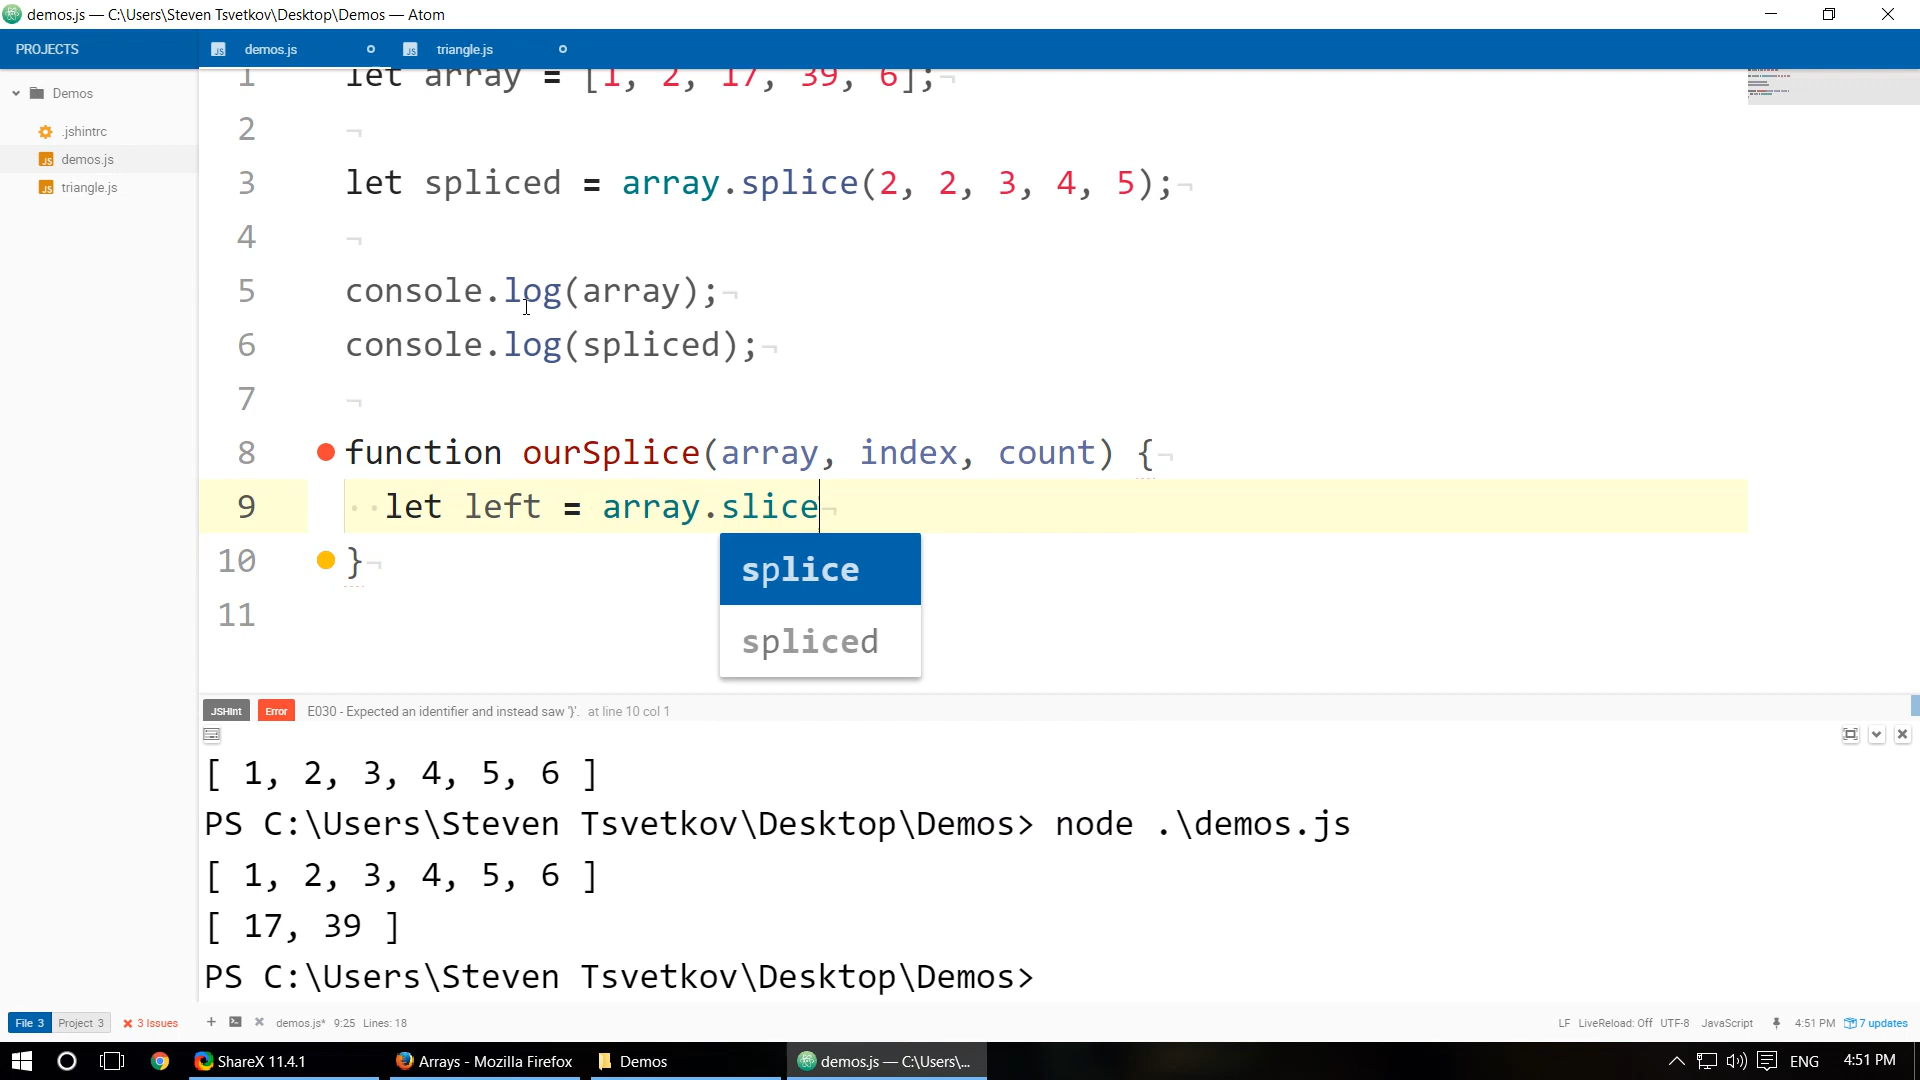 demos.js — C:\Users\Steven Tsvetkov\Desktop\Demos — Atom
PROJECTS
demos.js
triangle.js
Demos
.jshintrc
demos.js
triangle.js
1 let array = [1, 2, 17, 39, 6];¬
2 ¬
3 let spliced = array.splice(2, 2, 3, 4, 5);¬
4 ¬
5 console.log(array);¬
6 console.log(spliced);¬
7 ¬
8 function ourSplice(array, index, count) {¬
9 ··let left = array.slice¬
10 }¬
11
splice
spliced
JSHint Error E030 - Expected an identifier and instead saw '}'. at line 10 col 1
[ 1, 2, 3, 4, 5, 6 ]
PS C:\Users\Steven Tsvetkov\Desktop\Demos> node .\demos.js
[ 1, 2, 3, 4, 5, 6 ]
[ 17, 39 ]
PS C:\Users\Steven Tsvetkov\Desktop\Demos>
File 3 Project 3 3 Issues demos.js* 9:25 Lines: 18 LF LiveReload: Off UTF-8 JavaScript 4:51 PM 7 updates
ShareX 11.4.1 Arrays - Mozilla Firefox Demos demos.js — C:\Users\... ENG 4:51 PM